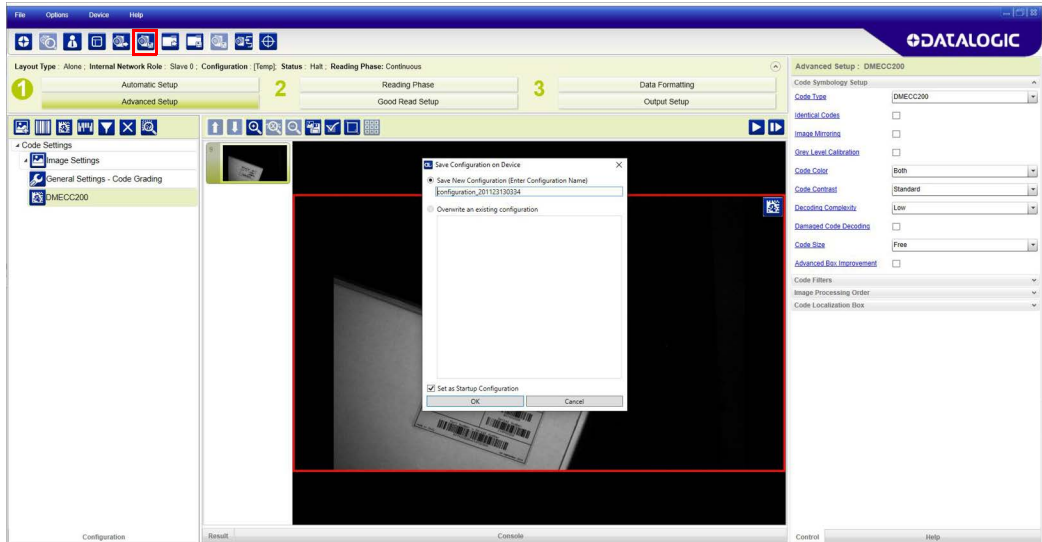 File Options Device Help
DATALOGIC
Layout Type : Alone ; Internal Network Role : Slave 0 ; Configuration : [Temp]; Status : Halt ; Reading Phase: Continuous
1 Automatic Setup
Advanced Setup
2 Reading Phase
Good Read Setup
3 Data Formatting
Output Setup
Code Settings
Image Settings
General Settings - Code Grading
DMECC200
Save Configuration on Device
Save New Configuration (Enter Configuration Name)
configuration_201123130334
Overwrite an existing configuration
Set as Startup Configuration
OK Cancel
Advanced Setup : DMECC200
Code Symbology Setup
Code Type DMECC200
Identical Codes
Image Mirroring
Grey Level Calibration
Code Color Both
Code Contrast Standard
Decoding Complexity Low
Damaged Code Decoding
Code Size Free
Advanced Box Improvement
Code Filters
Image Processing Order
Code Localization Box
Configuration
Result Console
Control Help